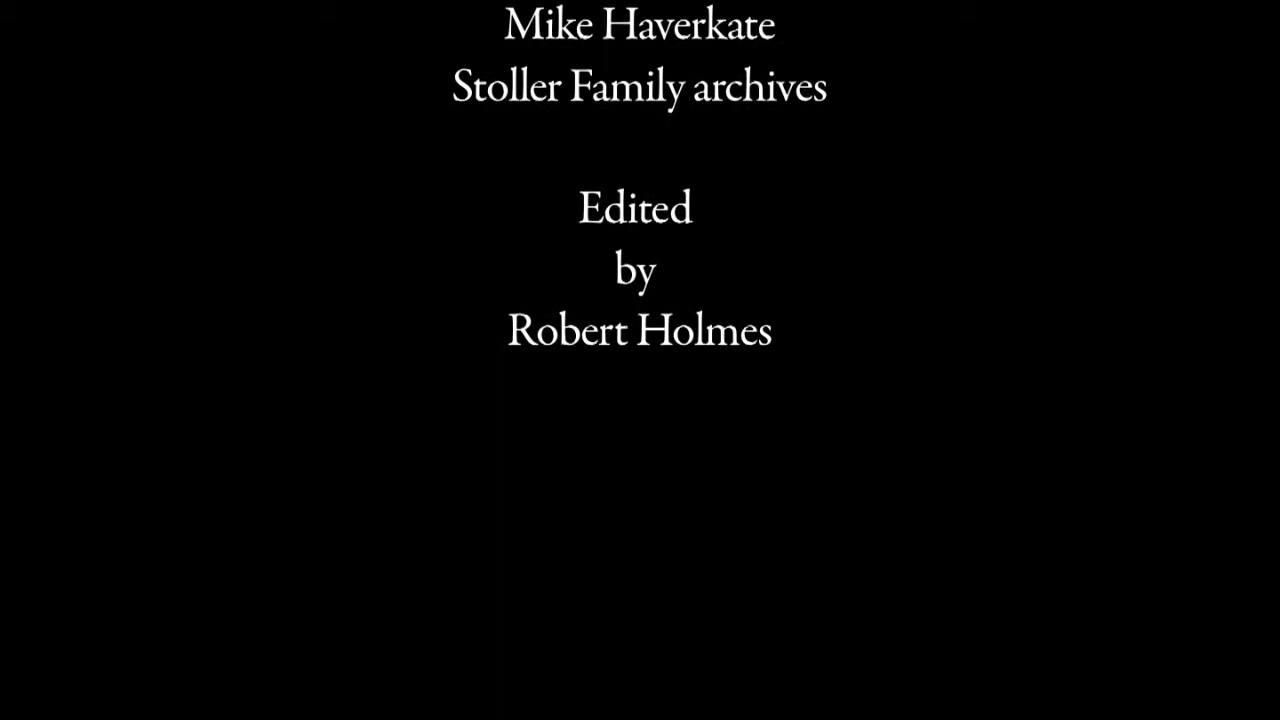 Mike Haverkate
Stoller Family archives
Edited
by
Robert Holmes